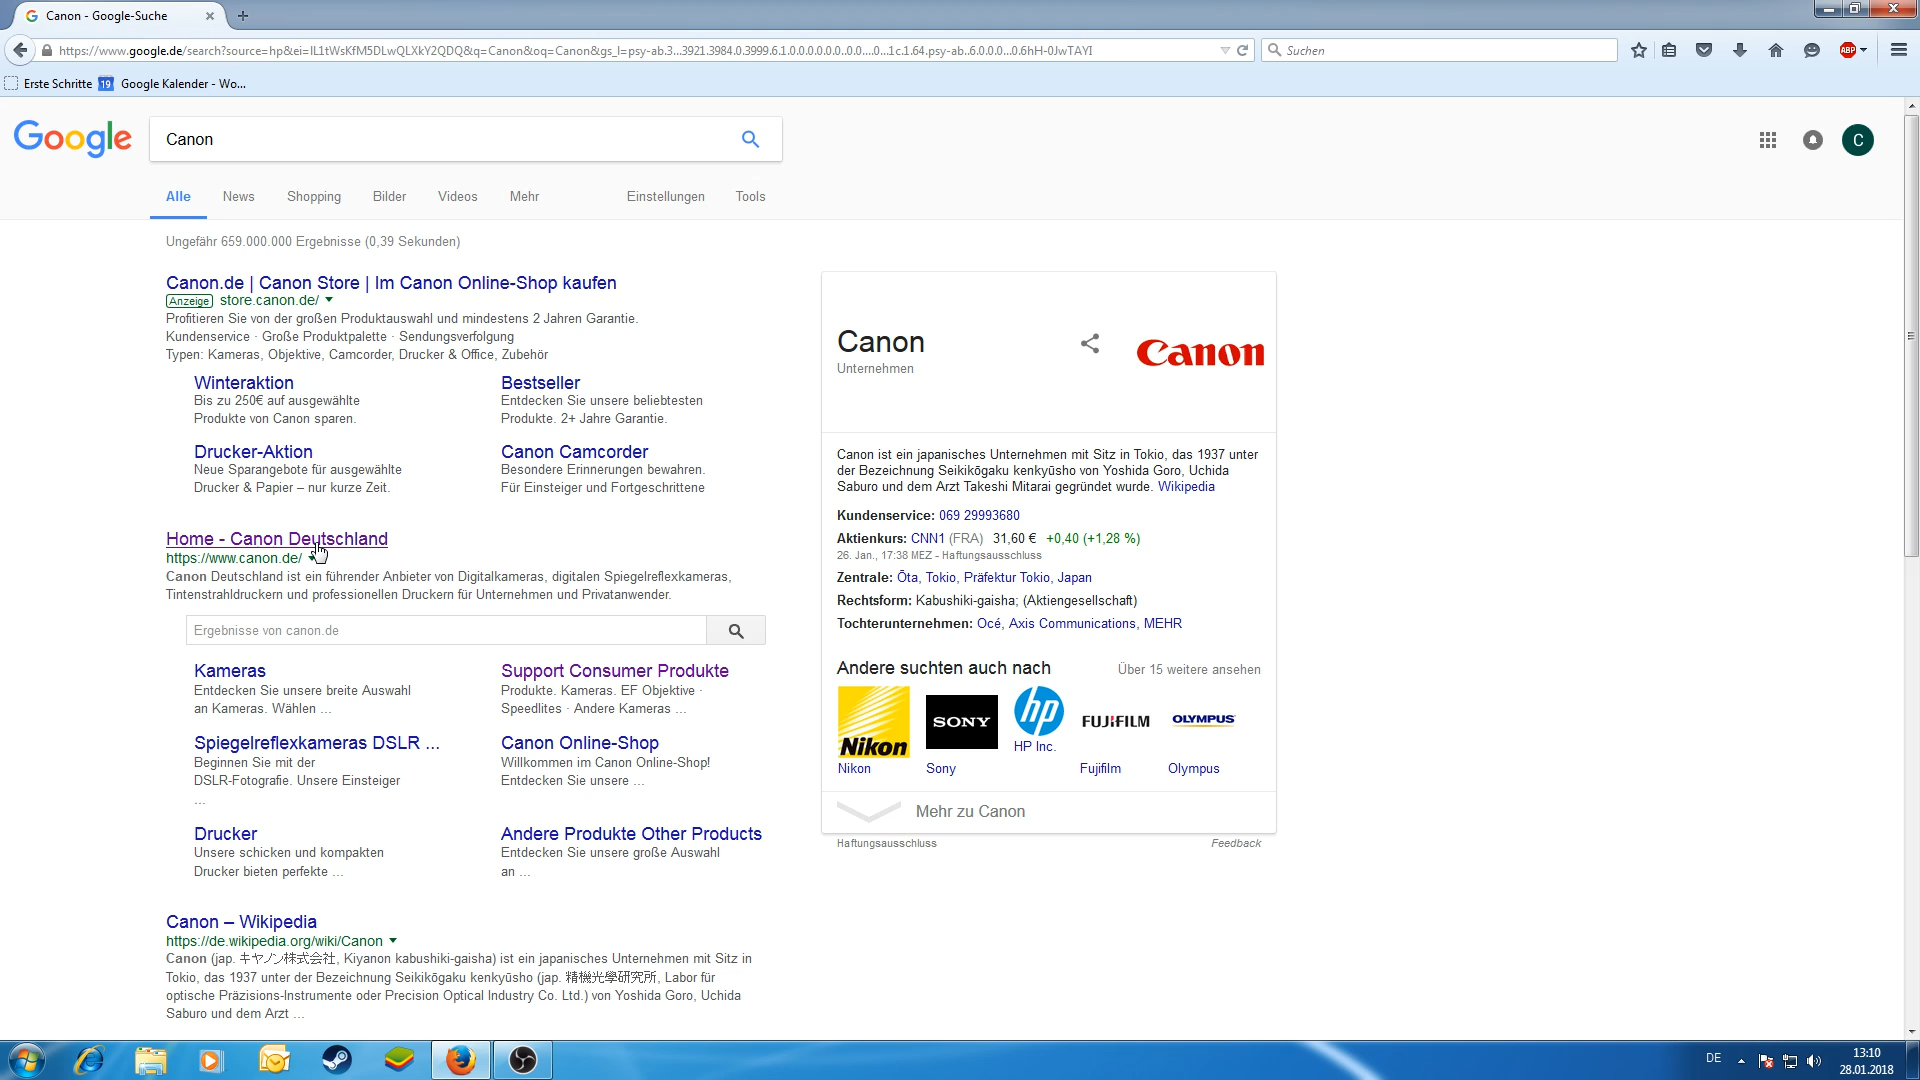 Canon - Google-Suche
https://www.google.de/search?source=hp&ei=IL1tWsKfM5DLwQLXkY2QDQ&q=Canon&oq=Canon&gs_l=psy-ab.3...3921.3984.0.3999.6.1.0.0.0.0.0.0..0.0....0...1c.1.64.psy-ab..6.0.0.0...0.6hH-0JwTAYI
Suchen
ABP
Erste Schritte
19 Google Kalender - Wo...
Google
Canon
C
Alle
News
Shopping
Bilder
Videos
Mehr
Einstellungen
Tools
Ungefähr 659.000.000 Ergebnisse (0,39 Sekunden)
Canon.de | Canon Store | Im Canon Online-Shop kaufen
Anzeige store.canon.de/
Profitieren Sie von der großen Produktauswahl und mindestens 2 Jahren Garantie.
Kundenservice · Große Produktpalette · Sendungsverfolgung
Typen: Kameras, Objektive, Camcorder, Drucker & Office, Zubehör
Winteraktion
Bis zu 250€ auf ausgewählte
Produkte von Canon sparen.
Bestseller
Entdecken Sie unsere beliebtesten
Produkte. 2+ Jahre Garantie.
Drucker-Aktion
Neue Sparangebote für ausgewählte
Drucker & Papier – nur kurze Zeit.
Canon Camcorder
Besondere Erinnerungen bewahren.
Für Einsteiger und Fortgeschrittene
Home - Canon Deutschland
https://www.canon.de/
Canon Deutschland ist ein führender Anbieter von Digitalkameras, digitalen Spiegelreflexkameras,
Tintenstrahldruckern und professionellen Druckern für Unternehmen und Privatanwender.
Ergebnisse von canon.de
Kameras
Entdecken Sie unsere breite Auswahl
an Kameras. Wählen ...
Support Consumer Produkte
Produkte. Kameras. EF Objektive ·
Speedlites · Andere Kameras ...
Spiegelreflexkameras DSLR ...
Beginnen Sie mit der
DSLR-Fotografie. Unsere Einsteiger
...
Canon Online-Shop
Willkommen im Canon Online-Shop!
Entdecken Sie unsere ...
Drucker
Unsere schicken und kompakten
Drucker bieten perfekte ...
Andere Produkte Other Products
Entdecken Sie unsere große Auswahl
an ...
Canon – Wikipedia
https://de.wikipedia.org/wiki/Canon
Canon (jap. キヤノン株式会社, Kiyanon kabushiki-gaisha) ist ein japanisches Unternehmen mit Sitz in
Tokio, das 1937 unter der Bezeichnung Seikikōgaku kenkyūsho (jap. 精機光學研究所, Labor für
optische Präzisions-Instrumente oder Precision Optical Industry Co. Ltd.) von Yoshida Goro, Uchida
Saburo und dem Arzt ...
Canon
Unternehmen
Canon
Canon ist ein japanisches Unternehmen mit Sitz in Tokio, das 1937 unter
der Bezeichnung Seikikōgaku kenkyūsho von Yoshida Goro, Uchida
Saburo und dem Arzt Takeshi Mitarai gegründet wurde. Wikipedia
Kundenservice: 069 29993680
Aktienkurs: CNN1 (FRA) 31,60 € +0,40 (+1,28 %)
26. Jan., 17:38 MEZ - Haftungsausschluss
Zentrale: Ōta, Tokio, Präfektur Tokio, Japan
Rechtsform: Kabushiki-gaisha; (Aktiengesellschaft)
Tochterunternehmen: Océ, Axis Communications, MEHR
Andere suchten auch nach
Über 15 weitere ansehen
Nikon
SONY
hp
FUJIFILM
OLYMPUS
Nikon
Sony
HP Inc.
Fujifilm
Olympus
Mehr zu Canon
Haftungsausschluss
Feedback
DE
13:10
28.01.2018